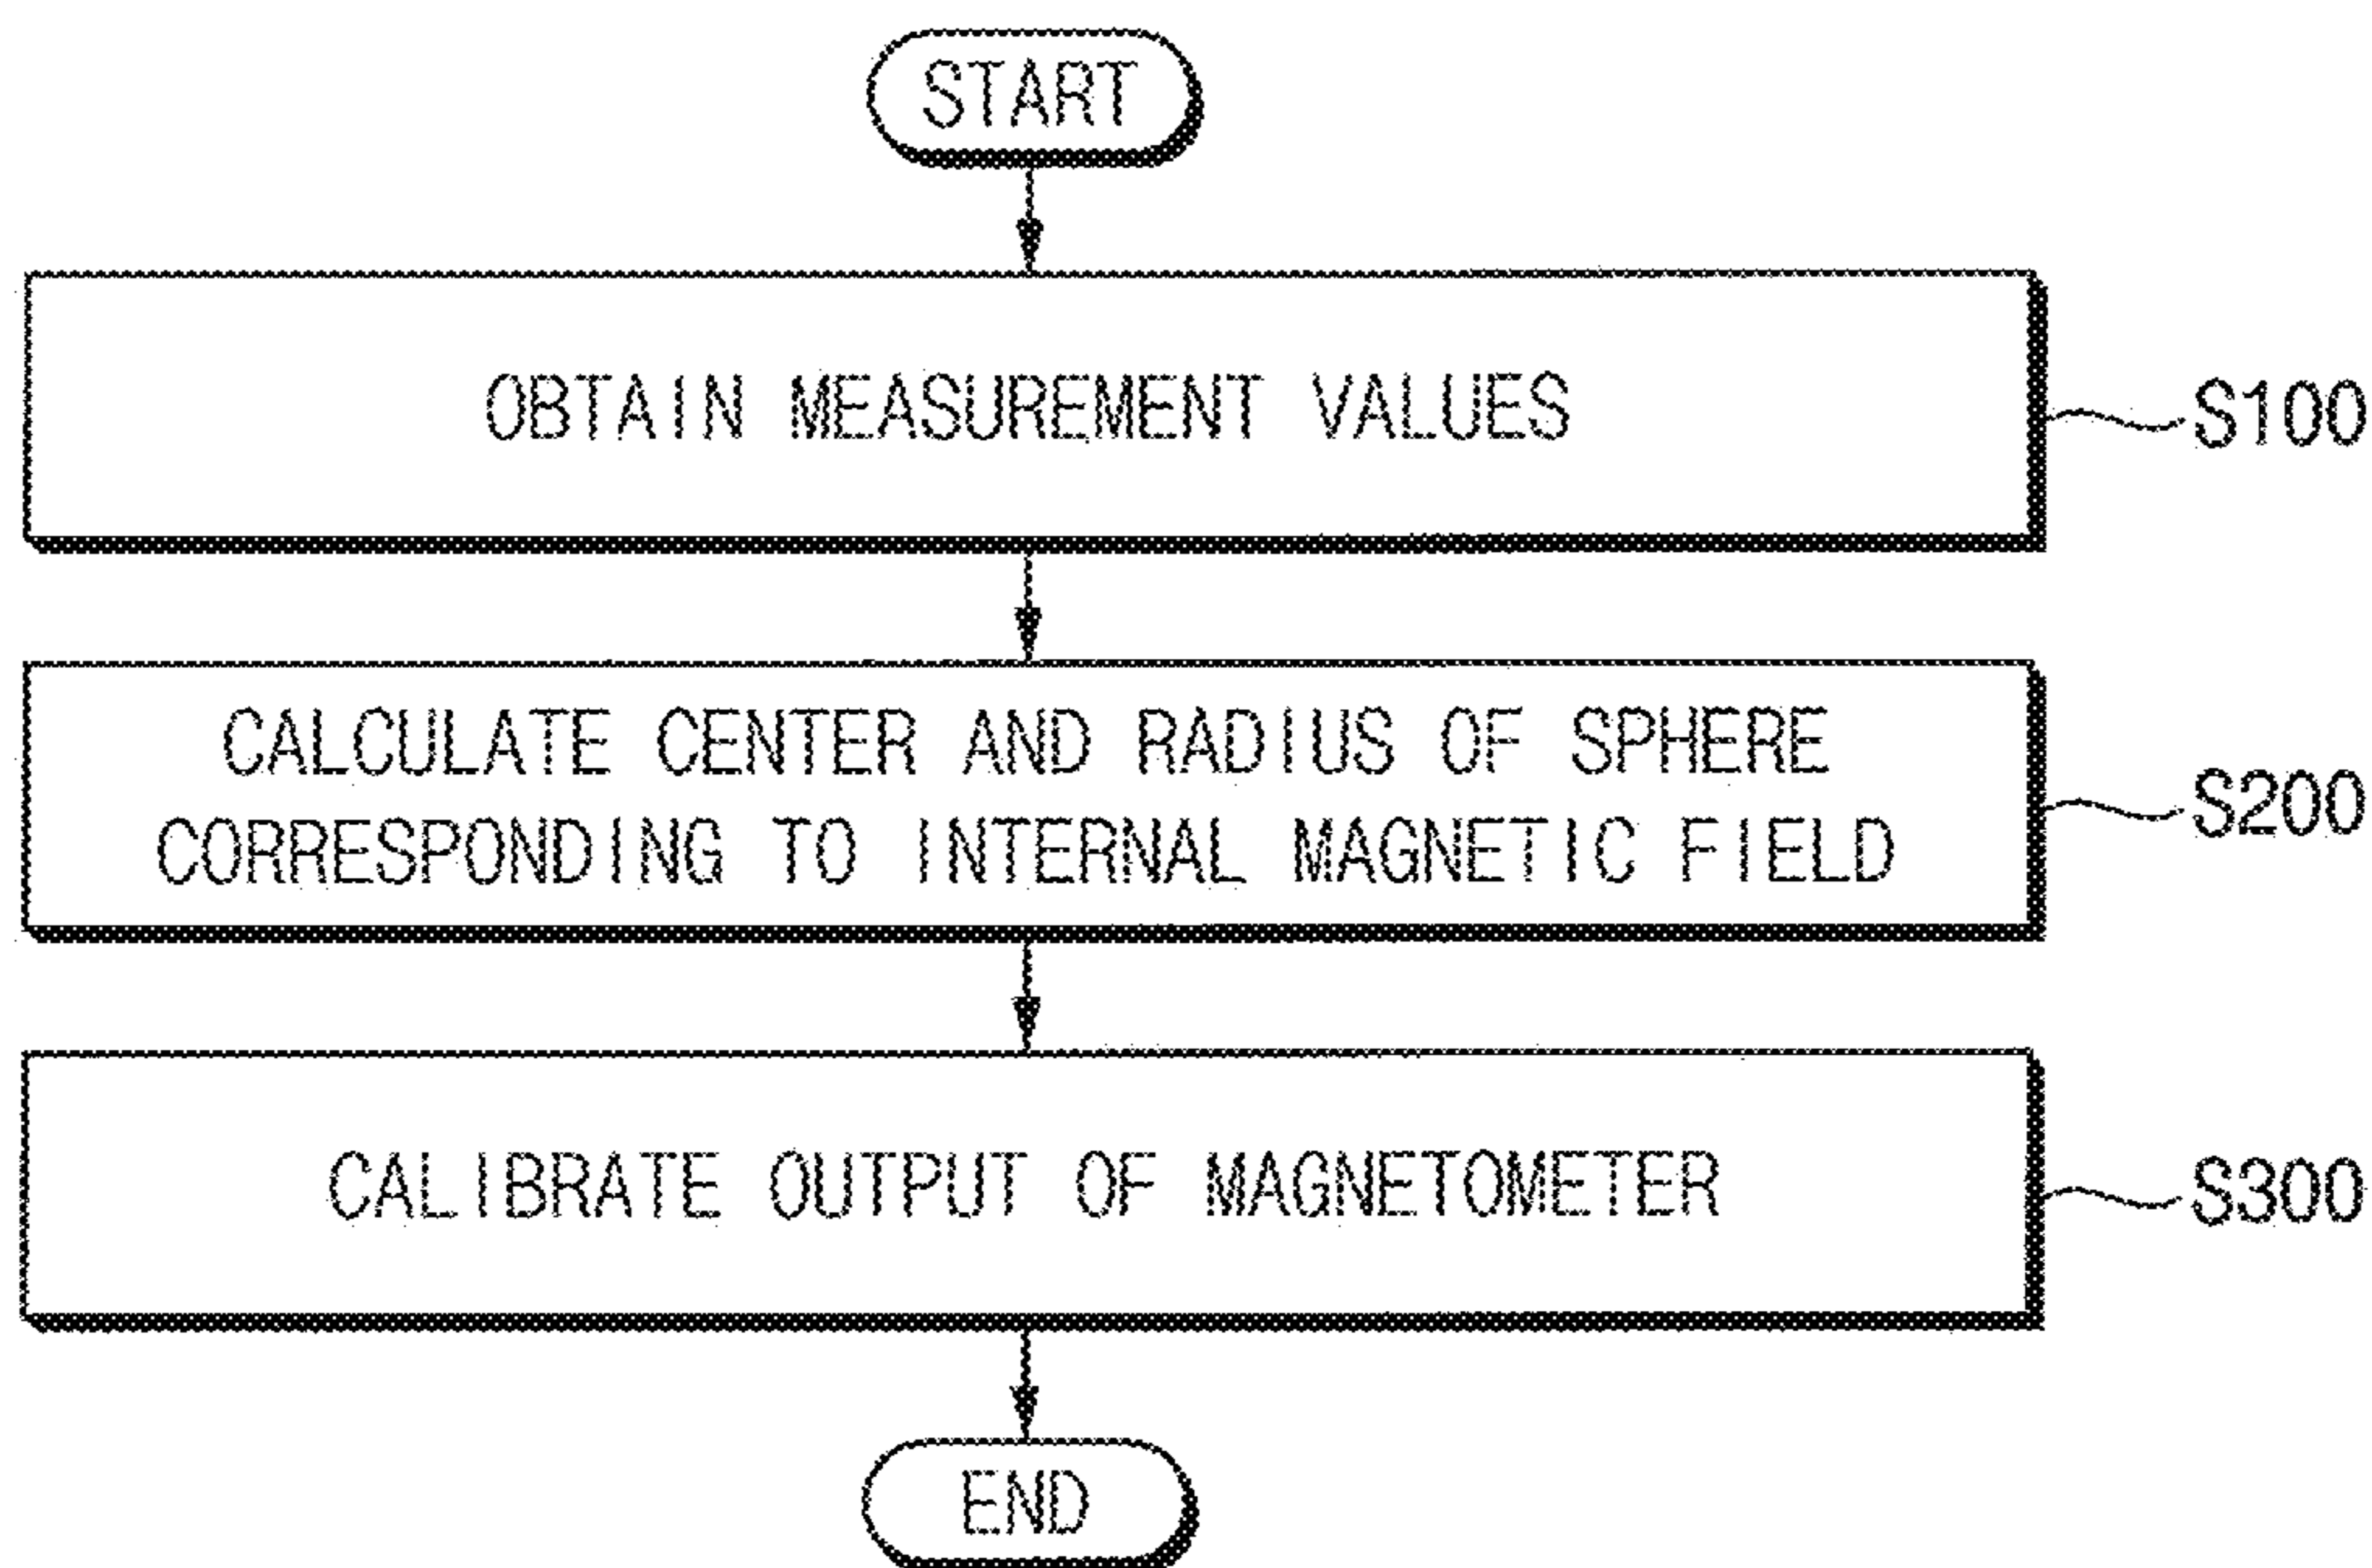 START
OBTAIN MEASUREMENT VALUES
S100
CALCULATE CENTER AND RADIUS OF SPHERE
CORRESPONDING TO INTERNAL MAGNETIC FIELD
S200
CALIBRATE OUTPUT OF MAGNETOMETER
S300
END